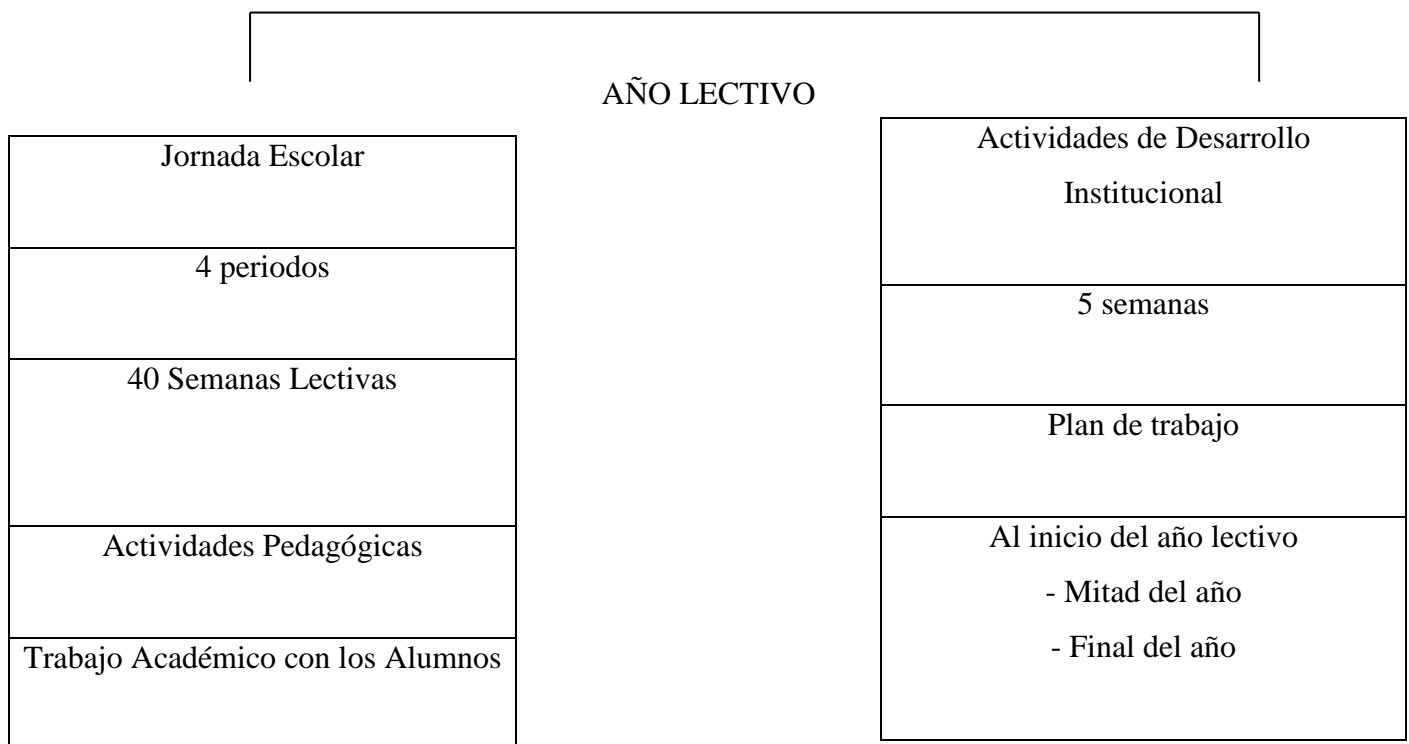 AÑO LECTIVO
Jornada Escolar
4 periodos
40 Semanas Lectivas
Actividades Pedagógicas
Trabajo Académico con los Alumnos
Actividades de Desarrollo
Institucional
5 semanas
Plan de trabajo
Al inicio del año lectivo
- Mitad del año
- Final del año